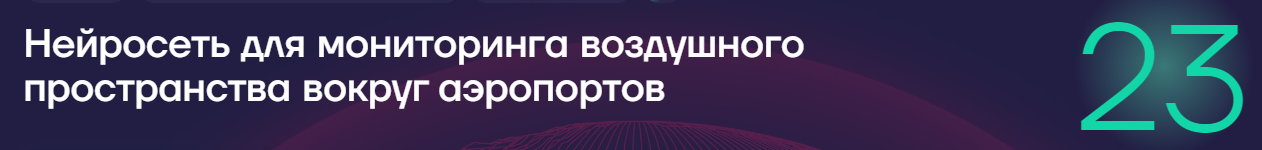 Нейросеть для мониторинга воздушного
пространства вокруг аэропортов
23